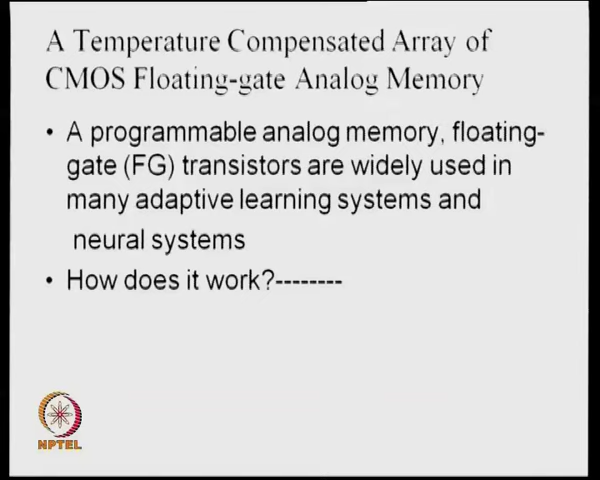 A Temperature Compensated Array of
CMOS Floating-gate Analog Memory
• A programmable analog memory, floating-
gate (FG) transistors are widely used in
many adaptive learning systems and
neural systems
• How does it work?--------
NPTEL